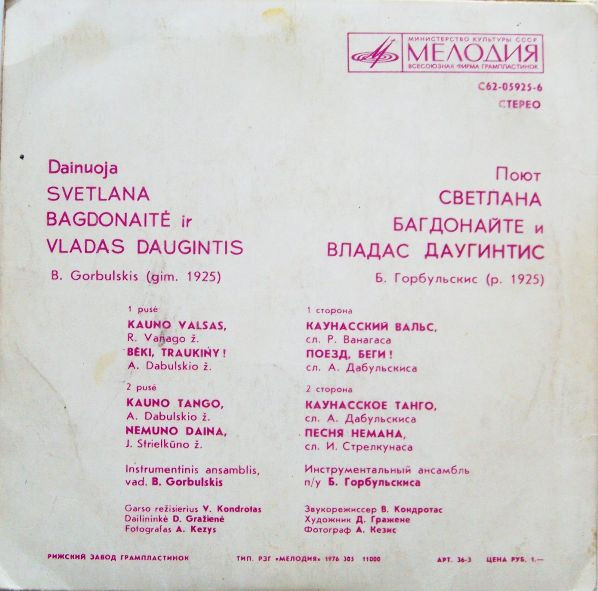 МИНИСТЕРСТВО КУЛЬТУРЫ СССР
МЕЛОДИЯ
ВСЕСОЮЗНАЯ ФИРМА ГРАМПЛАСТИНОК
С62-05925-6
СТЕРЕО
Dainuoja
SVETLANA
BAGDONAITĖ ir
VLADAS DAUGINTIS
B. Gorbulskis (gim. 1925)
Поют
СВЕТЛАНА
БАГДОНАЙТЕ и
ВЛАДАС ДАУГИНТИС
Б. Горбульскис (р. 1925)
1 pusė
KAUNO VALSAS,
R. Vanago ž.
BĖKI, TRAUKINY!
A. Dabulskio ž.
2 pusė
KAUNO TANGO,
A. Dabulskio ž.
NEMUNO DAINA,
J. Strielkūno ž.
Instrumentinis ansamblis,
vad. B. Gorbulskis
Garso režisierius V. Kondrotas
Dailininkė D. Gražienė
Fotografas A. Kezys
1 сторона
КАУНАССКИЙ ВАЛЬС,
сл. Р. Ванагаса
ПОЕЗД, БЕГИ!
сл. А. Дабульскиса
2 сторона
КАУНАССКОЕ ТАНГО,
сл. А. Дабульскиса
ПЕСНЯ НЕМАНА,
сл. И. Стрелкунаса
Инструментальный ансамбль
п/у Б. Горбульскиса
Звукорежиссер В. Кондротас
Художник Д. Гражене
Фотограф А. Кезис
РИЖСКИЙ ЗАВОД ГРАМПЛАСТИНОК
ТИП. РЗГ «МЕЛОДИЯ» 1976 305 11000
АРТ. 36-3
ЦЕНА РУБ. 1.—